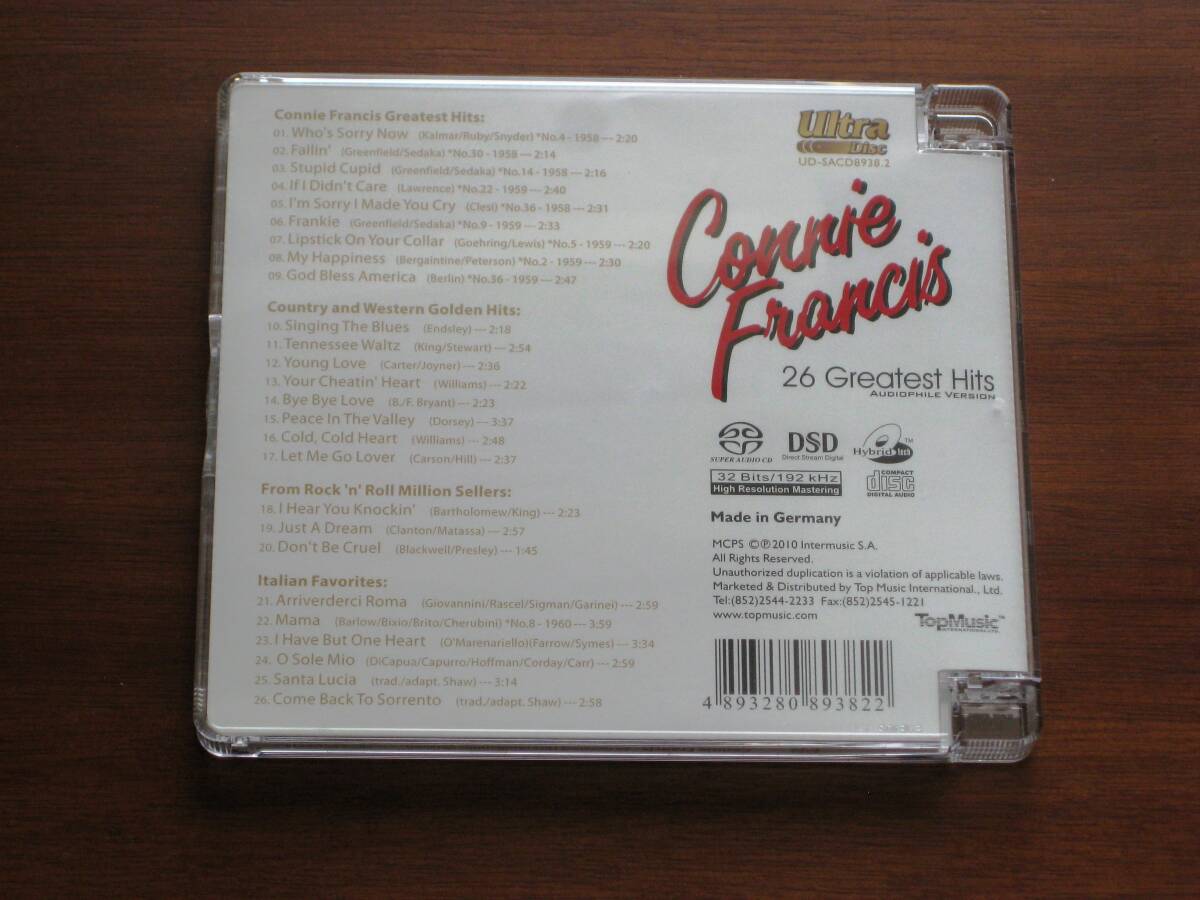 Connie Francis Greatest Hits:
01. Who's Sorry Now (Kalmar/Ruby/Snyder) *No.4 - 1958 --- 2:20
02. Fallin' (Greenfield/Sedaka) *No.30 - 1958 --- 2:14
03. Stupid Cupid (Greenfield/Sedaka) *No.14 - 1958 --- 2:16
04. If I Didn't Care (Lawrence) *No.22 - 1959 --- 2:40
05. I'm Sorry I Made You Cry (Clesi) *No.36 - 1958 --- 2:31
06. Frankie (Greenfield/Sedaka) *No.9 - 1959 --- 2:33
07. Lipstick On Your Collar (Goehring/Lewis) *No.5 - 1959 --- 2:20
08. My Happiness (Bergaintine/Peterson) *No.2 - 1959 --- 2:30
09. God Bless America (Berlin) *No.36 - 1959 --- 2:47
Country and Western Golden Hits:
10. Singing The Blues (Endsley) --- 2:18
11. Tennessee Waltz (King/Stewart) --- 2:54
12. Young Love (Carter/Joyner) --- 2:36
13. Your Cheatin' Heart (Williams) --- 2:22
14. Bye Bye Love (B./F. Bryant) --- 2:23
15. Peace In The Valley (Dorsey) --- 3:37
16. Cold, Cold Heart (Williams) --- 2:48
17. Let Me Go Lover (Carson/Hill) --- 2:37
From Rock 'n' Roll Million Sellers:
18. I Hear You Knockin' (Bartholomew/King) --- 2:23
19. Just A Dream (Clanton/Matassa) --- 2:57
20. Don't Be Cruel (Blackwell/Presley) --- 1:45
Italian Favorites:
21. Arriverderci Roma (Giovannini/Rascel/Sigman/Garinei) --- 2:59
22. Mama (Barlow/Bixio/Brito/Cherubini) *No.8 - 1960 --- 3:59
23. I Have But One Heart (O'Marenariello)(Farrow/Symes) --- 3:34
24. O Sole Mio (DiCapua/Capurro/Hoffman/Corday/Carr) --- 2:59
25. Santa Lucia (trad./adapt. Shaw) --- 3:14
26. Come Back To Sorrento (trad./adapt. Shaw) --- 2:58
Ultra
Disc
UD-SACD8938.2
Connie
Francis
26 Greatest Hits
AUDIOPHILE VERSION
SUPER AUDIO CD
DSD
Direct Stream Digital
Hybrid Tech ™
32 Bits/192 kHz
High Resolution Mastering
COMPACT
disc
DIGITAL AUDIO
Made in Germany
MCPS ©℗2010 Intermusic S.A.
All Rights Reserved.
Unauthorized duplication is a violation of applicable laws.
Marketed & Distributed by Top Music International., Ltd.
Tel:(852)2544-2233 Fax:(852)2545-1221
www.topmusic.com
TopMusic
INTERNATIONAL LTD.
4 893280 893822